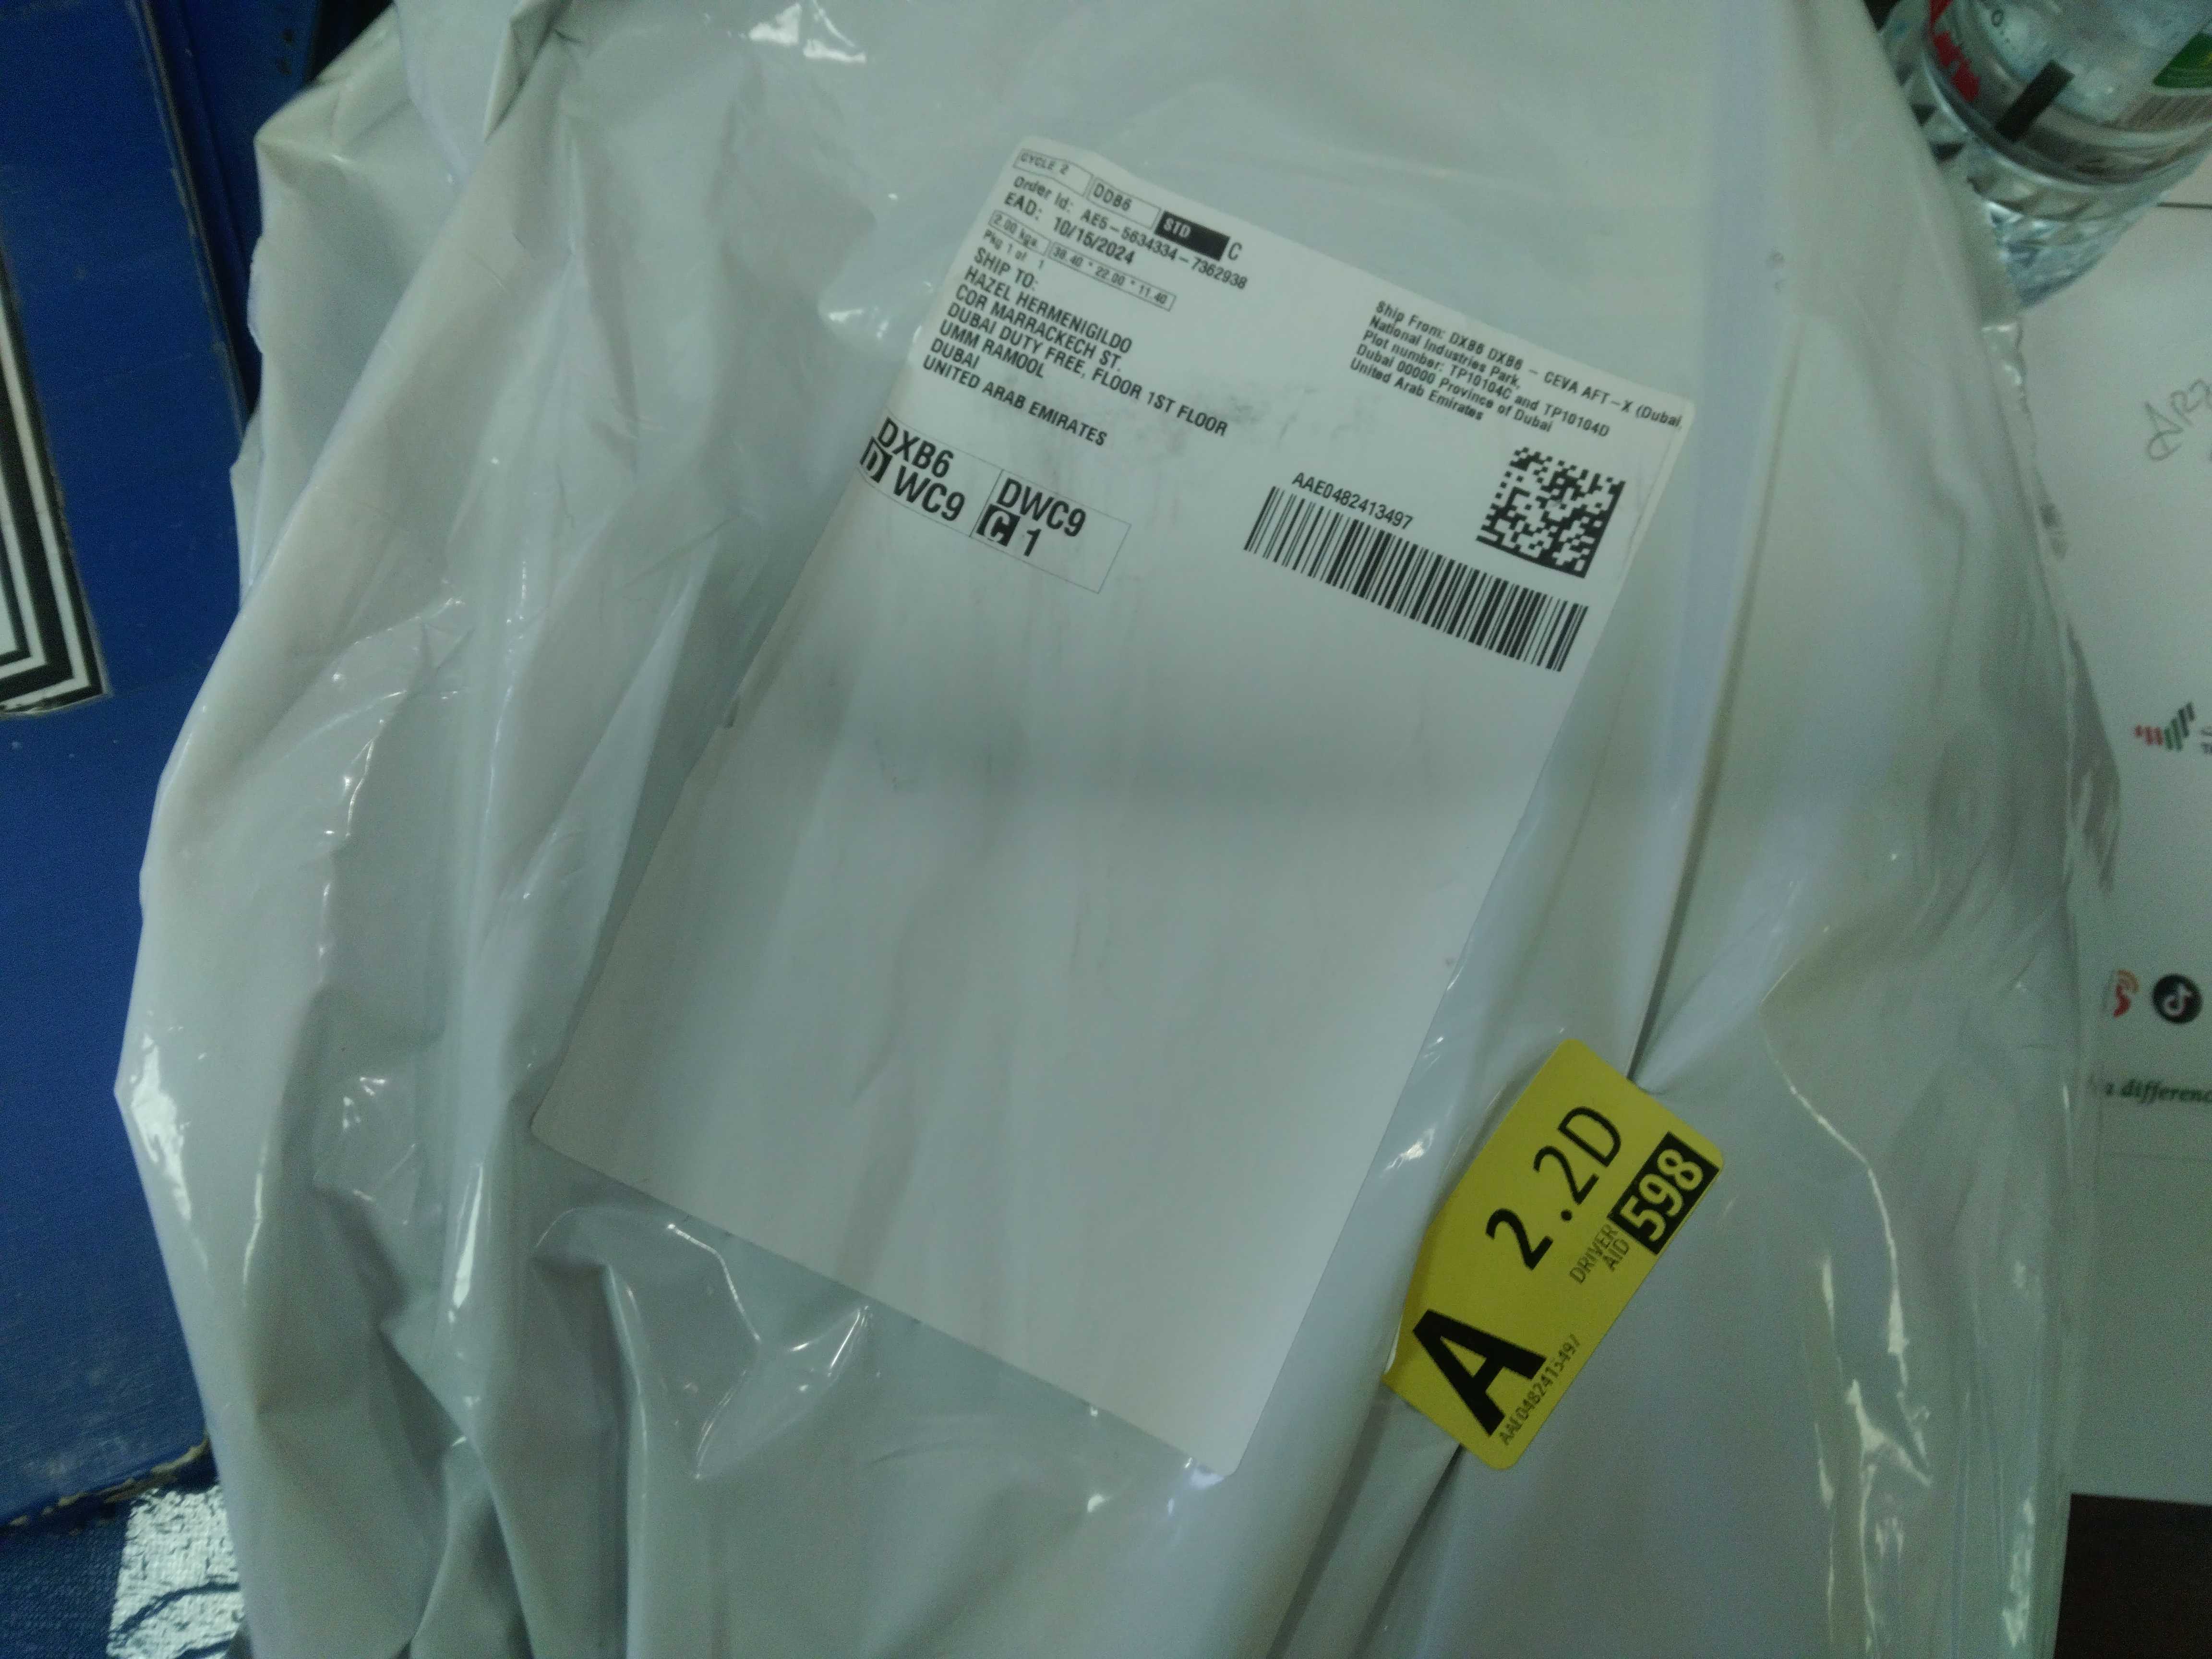 CYCLE 2
DDB6
STD
C
Order Id: AE5-5634334-7362938
EAD: 10/15/2024
2.00 kgs.
38.40 * 22.00 * 11.40
Pkg 1 of 1
SHIP TO:
HAZEL HERMENIGILDO
COR MARRACKECH ST.
DUBAI DUTY FREE, FLOOR 1ST FLOOR
UMM RAMOOL
DUBAI
UNITED ARAB EMIRATES
Ship From: DXB6 DXB6 - CEVA AFT-X (Dubai,
National Industries Park,
Plot number: TP10104C and TP10104D
Dubai 00000 Province of Dubai
United Arab Emirates
DXB6
D WC9
DWC9
C 1
AAE0482413497
2.2D
DRIVER
AID
598
A
AAE0482413497
a differenc